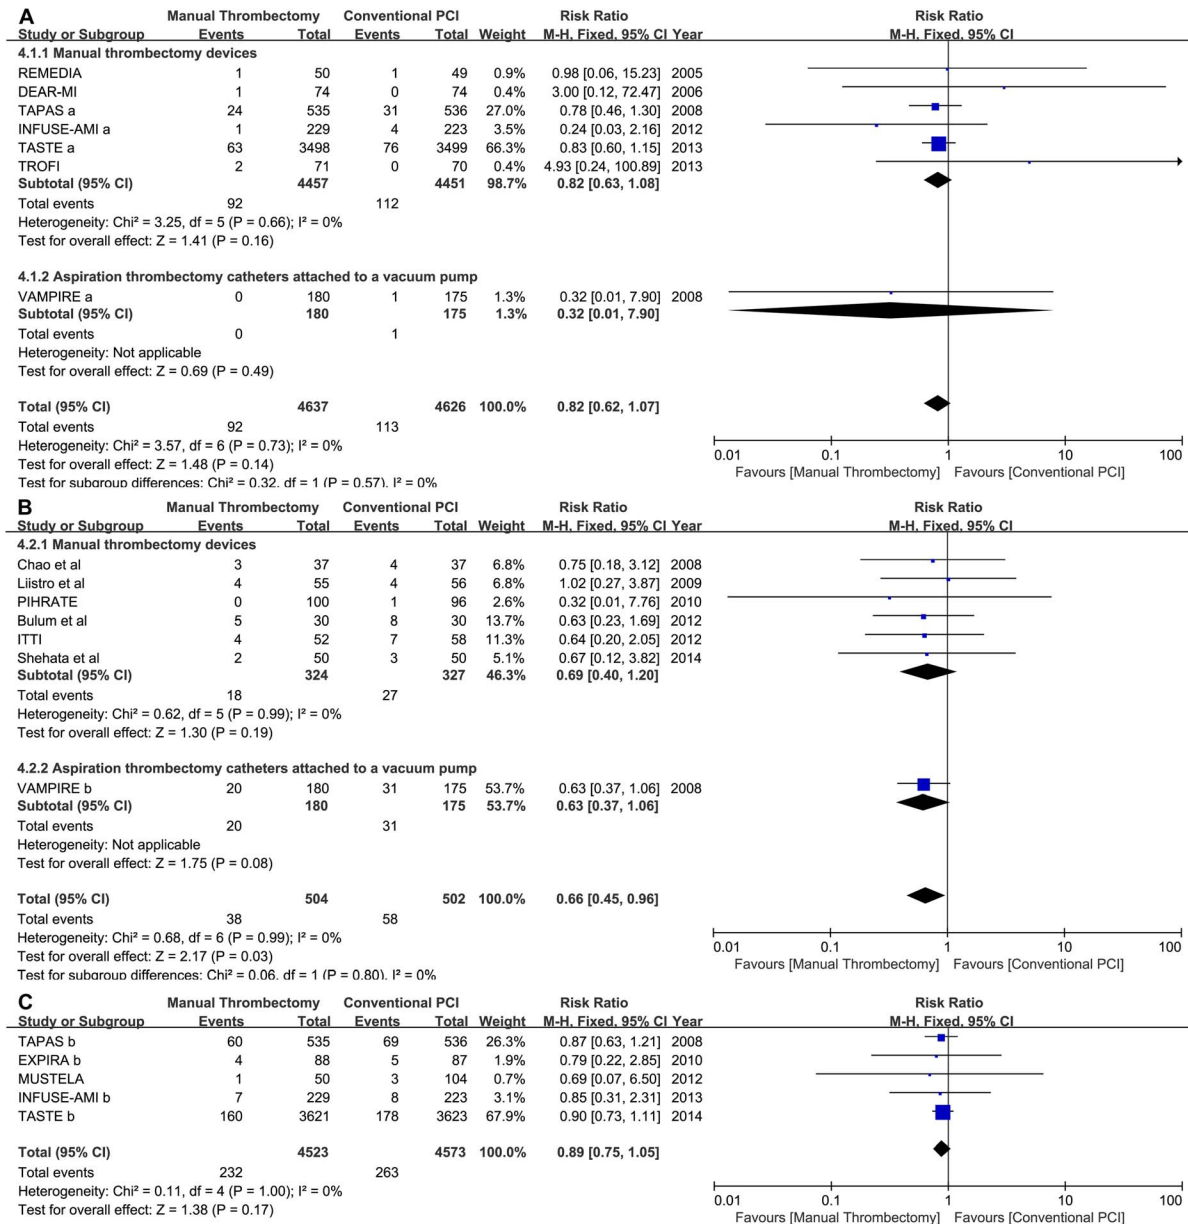 A
Manual Thrombectomy Conventional PCI Risk Ratio Risk Ratio
Study or Subgroup Events Total Events Total Weight M-H, Fixed, 95% CI Year M-H, Fixed, 95% CI
4.1.1 Manual thrombectomy devices
REMEDIA 1 50 1 49 0.9% 0.98 [0.06, 15.23] 2005
DEAR-MI 1 74 0 74 0.4% 3.00 [0.12, 72.47] 2006
TAPAS a 24 535 31 536 27.0% 0.78 [0.46, 1.30] 2008
INFUSE-AMI a 1 229 4 223 3.5% 0.24 [0.03, 2.16] 2012
TASTE a 63 3498 76 3499 66.3% 0.83 [0.60, 1.15] 2013
TROFI 2 71 0 70 0.4% 4.93 [0.24, 100.89] 2013
Subtotal (95% CI) 4457 4451 98.7% 0.82 [0.63, 1.08]
Total events 92 112
Heterogeneity: Chi² = 3.25, df = 5 (P = 0.66); I² = 0%
Test for overall effect: Z = 1.41 (P = 0.16)
4.1.2 Aspiration thrombectomy catheters attached to a vacuum pump
VAMPIRE a 0 180 1 175 1.3% 0.32 [0.01, 7.90] 2008
Subtotal (95% CI) 180 175 1.3% 0.32 [0.01, 7.90]
Total events 0 1
Heterogeneity: Not applicable
Test for overall effect: Z = 0.69 (P = 0.49)
Total (95% CI) 4637 4626 100.0% 0.82 [0.62, 1.07]
Total events 92 113
Heterogeneity: Chi² = 3.57, df = 6 (P = 0.73); I² = 0%
Test for overall effect: Z = 1.48 (P = 0.14)
Test for subgroup differences: Chi² = 0.32, df = 1 (P = 0.57), I² = 0%
0.01 0.1 1 10 100
Favours [Manual Thrombectomy] Favours [Conventional PCI]
B
Manual Thrombectomy Conventional PCI Risk Ratio Risk Ratio
Study or Subgroup Events Total Events Total Weight M-H, Fixed, 95% CI Year M-H, Fixed, 95% CI
4.2.1 Manual thrombectomy devices
Chao et al 3 37 4 37 6.8% 0.75 [0.18, 3.12] 2008
Liistro et al 4 55 4 56 6.8% 1.02 [0.27, 3.87] 2009
PIHRATE 0 100 1 96 2.6% 0.32 [0.01, 7.76] 2010
Bulum et al 5 30 8 30 13.7% 0.63 [0.23, 1.69] 2012
ITTI 4 52 7 58 11.3% 0.64 [0.20, 2.05] 2012
Shehata et al 2 50 3 50 5.1% 0.67 [0.12, 3.82] 2014
Subtotal (95% CI) 324 327 46.3% 0.69 [0.40, 1.20]
Total events 18 27
Heterogeneity: Chi² = 0.62, df = 5 (P = 0.99); I² = 0%
Test for overall effect: Z = 1.30 (P = 0.19)
4.2.2 Aspiration thrombectomy catheters attached to a vacuum pump
VAMPIRE b 20 180 31 175 53.7% 0.63 [0.37, 1.06] 2008
Subtotal (95% CI) 180 175 53.7% 0.63 [0.37, 1.06]
Total events 20 31
Heterogeneity: Not applicable
Test for overall effect: Z = 1.75 (P = 0.08)
Total (95% CI) 504 502 100.0% 0.66 [0.45, 0.96]
Total events 38 58
Heterogeneity: Chi² = 0.68, df = 6 (P = 0.99); I² = 0%
Test for overall effect: Z = 2.17 (P = 0.03)
Test for subgroup differences: Chi² = 0.06, df = 1 (P = 0.80), I² = 0%
0.01 0.1 1 10 100
Favours [Manual Thrombectomy] Favours [Conventional PCI]
C
Manual Thrombectomy Conventional PCI Risk Ratio Risk Ratio
Study or Subgroup Events Total Events Total Weight M-H, Fixed, 95% CI Year M-H, Fixed, 95% CI
TAPAS b 60 535 69 536 26.3% 0.87 [0.63, 1.21] 2008
EXPIRA b 4 88 5 87 1.9% 0.79 [0.22, 2.85] 2010
MUSTELA 1 50 3 104 0.7% 0.69 [0.07, 6.50] 2012
INFUSE-AMI b 7 229 8 223 3.1% 0.85 [0.31, 2.31] 2013
TASTE b 160 3621 178 3623 67.9% 0.90 [0.73, 1.11] 2014
Total (95% CI) 4523 4573 100.0% 0.89 [0.75, 1.05]
Total events 232 263
Heterogeneity: Chi² = 0.11, df = 4 (P = 1.00); I² = 0%
Test for overall effect: Z = 1.38 (P = 0.17)
0.01 0.1 1 10 100
Favours [Manual Thrombectomy] Favours [Conventional PCI]